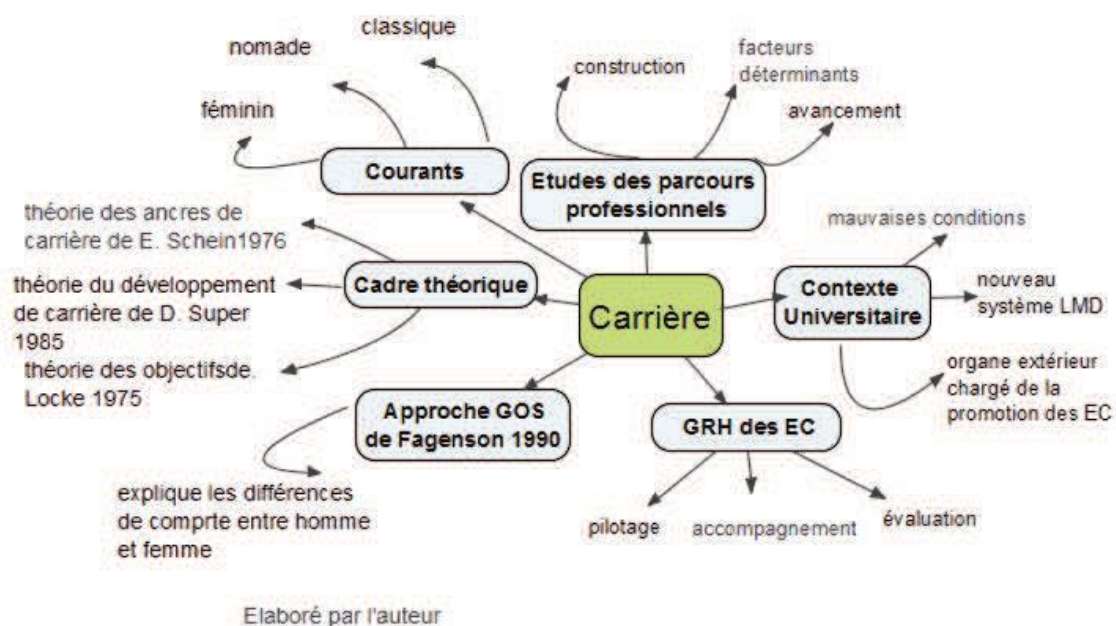 classique
nomade
féminin
Courants
construction
facteurs
déterminants
avancement
Etudes des parcours
professionnels
théorie des ancres de
carrière de E. Schein1976
théorie du développement
de carrière de D. Super
1985
théorie des objectifsde.
Locke 1975
Cadre théorique
Carrière
mauvaises conditions
Contexte
Universitaire
nouveau
système LMD
organe extérieur
chargé de la
promotion des EC
Approche GOS
de Fagenson 1990
explique les différences
de comprte entre homme
et femme
GRH des EC
pilotage
accompagnement
évaluation
Elaboré par l'auteur